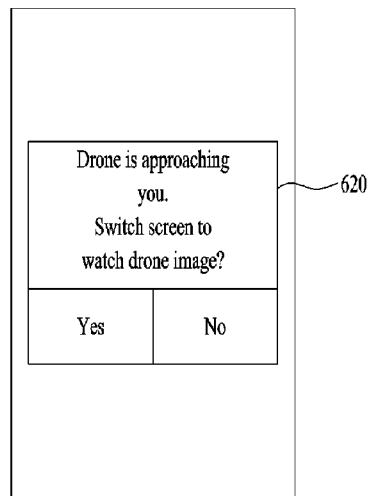 Drone is approaching
you.
Switch screen to
watch drone image?
Yes No
620